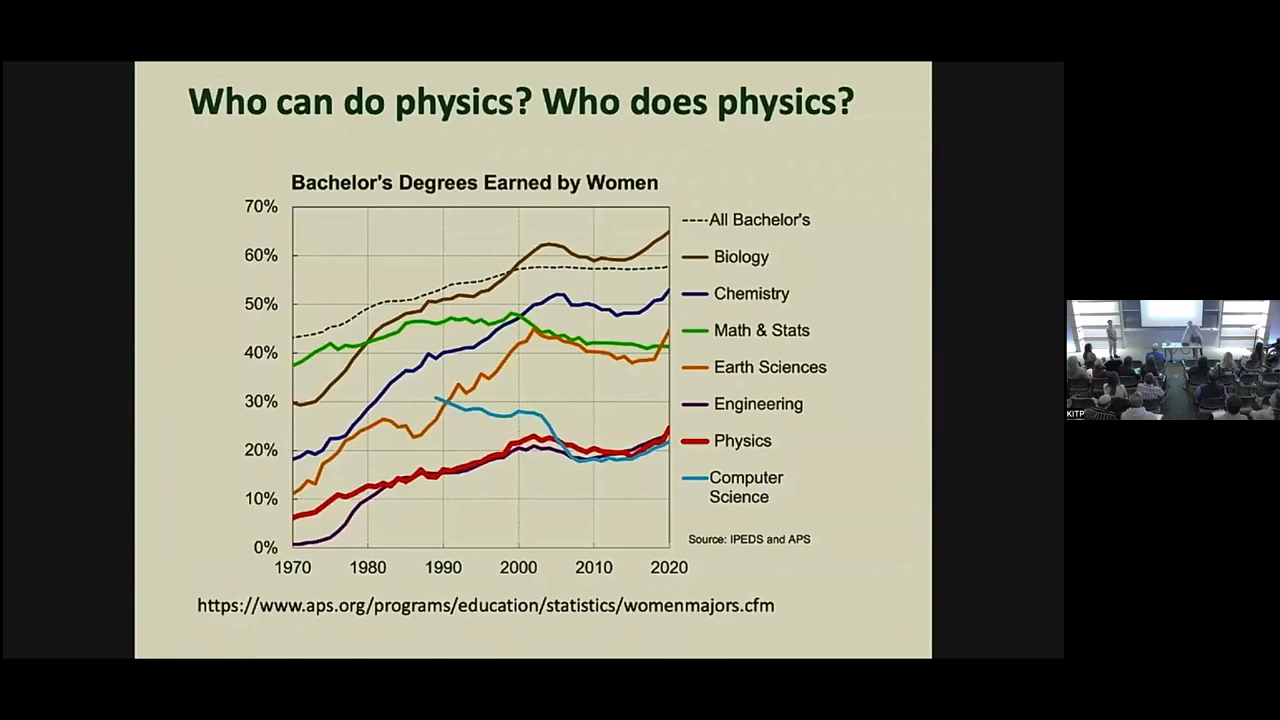 Who can do physics? Who does physics?
Bachelor's Degrees Earned by Women
70%
60%
50%
40%
30%
20%
10%
0%
1970 1980 1990 2000 2010 2020
All Bachelor's
Biology
Chemistry
Math & Stats
Earth Sciences
Engineering
Physics
Computer
Science
Source: IPEDS and APS
https://www.aps.org/programs/education/statistics/womenmajors.cfm
KITP